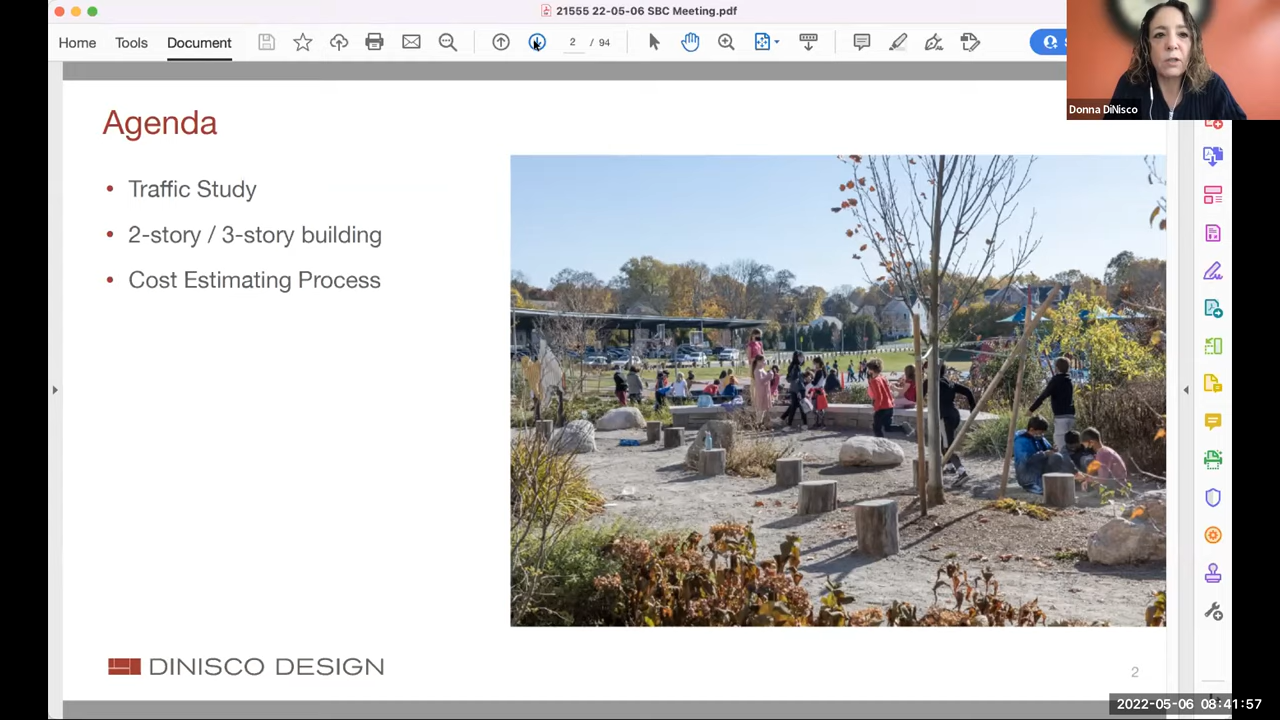 21555 22-05-06 SBC Meeting.pdf
Home Tools Document 2 / 94
Donna DiNisco
Agenda
• Traffic Study
• 2-story / 3-story building
• Cost Estimating Process
DINISCO DESIGN
2
2022-05-06 08:41:57